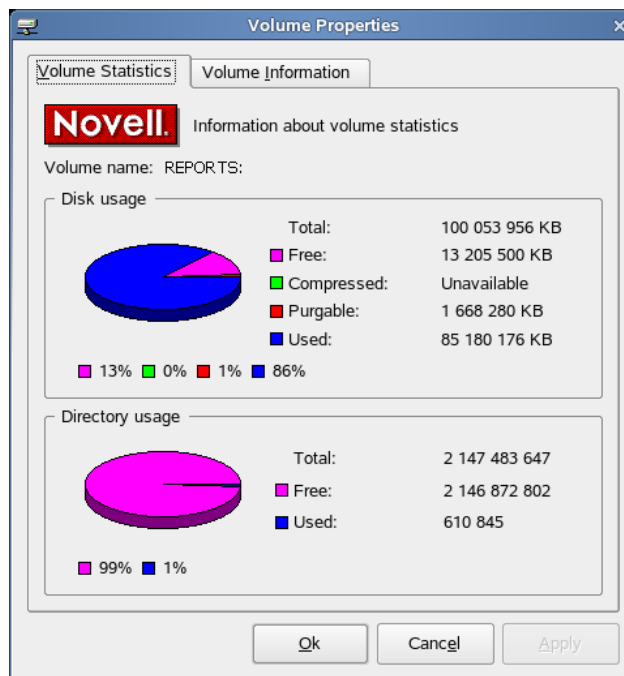 Volume Properties
Volume Statistics
Volume Information
Novell.
Information about volume statistics
Volume name: REPORTS:
Disk usage
Total: 100 053 956 KB
Free: 13 205 500 KB
Compressed: Unavailable
Purgable: 1 668 280 KB
Used: 85 180 176 KB
13% 0% 1% 86%
Directory usage
Total: 2 147 483 647
Free: 2 146 872 802
Used: 610 845
99% 1%
Ok
Cancel
Apply